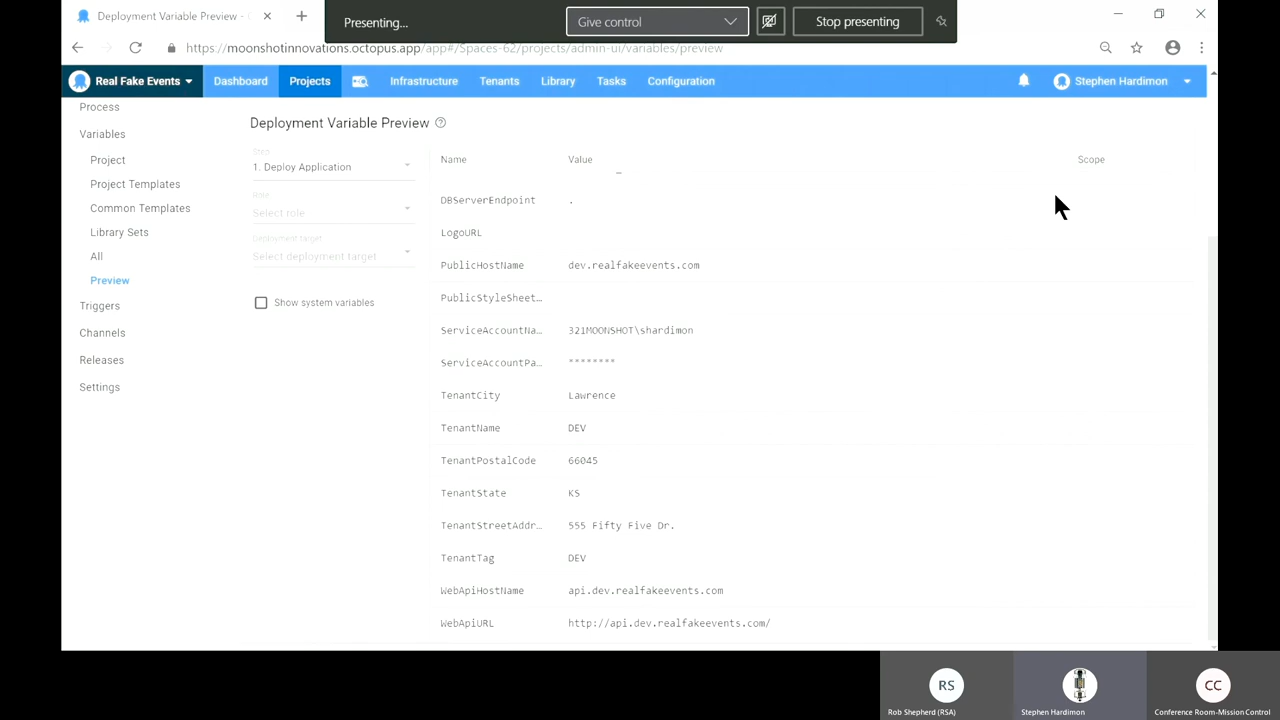 Deployment Variable Preview -
Presenting...
Give control
Stop presenting
https://moonshotinnovations.octopus.app/app#/Spaces-62/projects/admin-ui/variables/preview
Real Fake Events
Dashboard
Projects
Infrastructure
Tenants
Library
Tasks
Configuration
Stephen Hardimon
Process
Variables
Project
Project Templates
Common Templates
Library Sets
All
Preview
Triggers
Channels
Releases
Settings
Deployment Variable Preview
Step
1. Deploy Application
Role
Select role
Deployment target
Select deployment target
Show system variables
Name Value Scope
DBServerEndpoint .
LogoURL
PublicHostName dev.realfakeevents.com
PublicStyleSheet…
ServiceAccountNa… 321MOONSHOT\shardimon
ServiceAccountPa… ********
TenantCity Lawrence
TenantName DEV
TenantPostalCode 66045
TenantState KS
TenantStreetAddr… 555 Fifty Five Dr.
TenantTag DEV
WebApiHostName api.dev.realfakeevents.com
WebApiURL http://api.dev.realfakeevents.com/
RS
Rob Shepherd (RSA)
Stephen Hardimon
CC
Conference Room-Mission Control